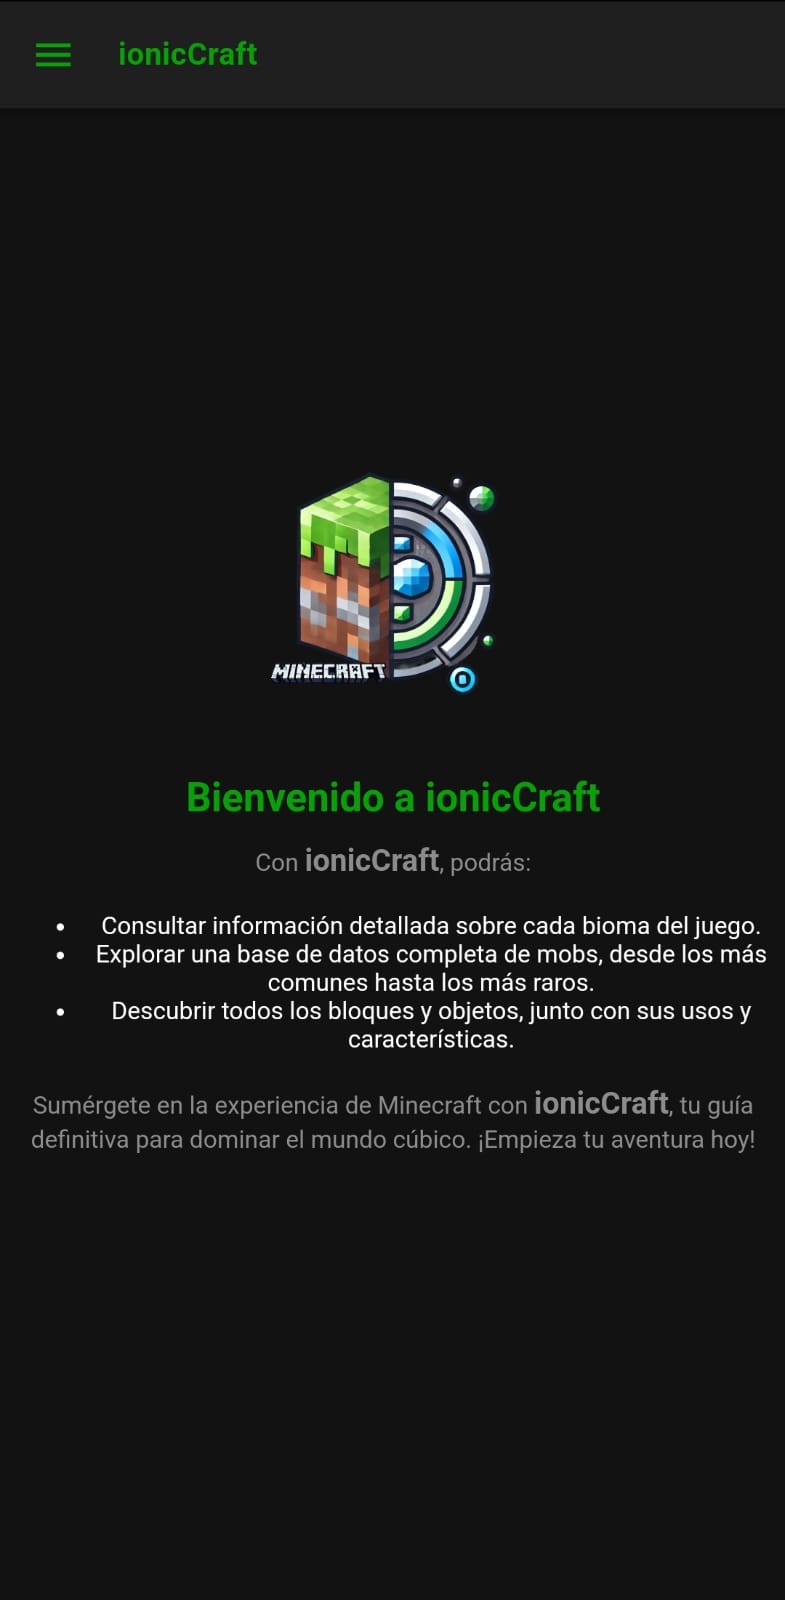 ionicCraft
MINECRAFT
Bienvenido a ionicCraft
Con ionicCraft, podrás:
• Consultar información detallada sobre cada bioma del juego.
• Explorar una base de datos completa de mobs, desde los más
comunes hasta los más raros.
• Descubrir todos los bloques y objetos, junto con sus usos y
características.
Sumérgete en la experiencia de Minecraft con ionicCraft, tu guía
definitiva para dominar el mundo cúbico. ¡Empieza tu aventura hoy!